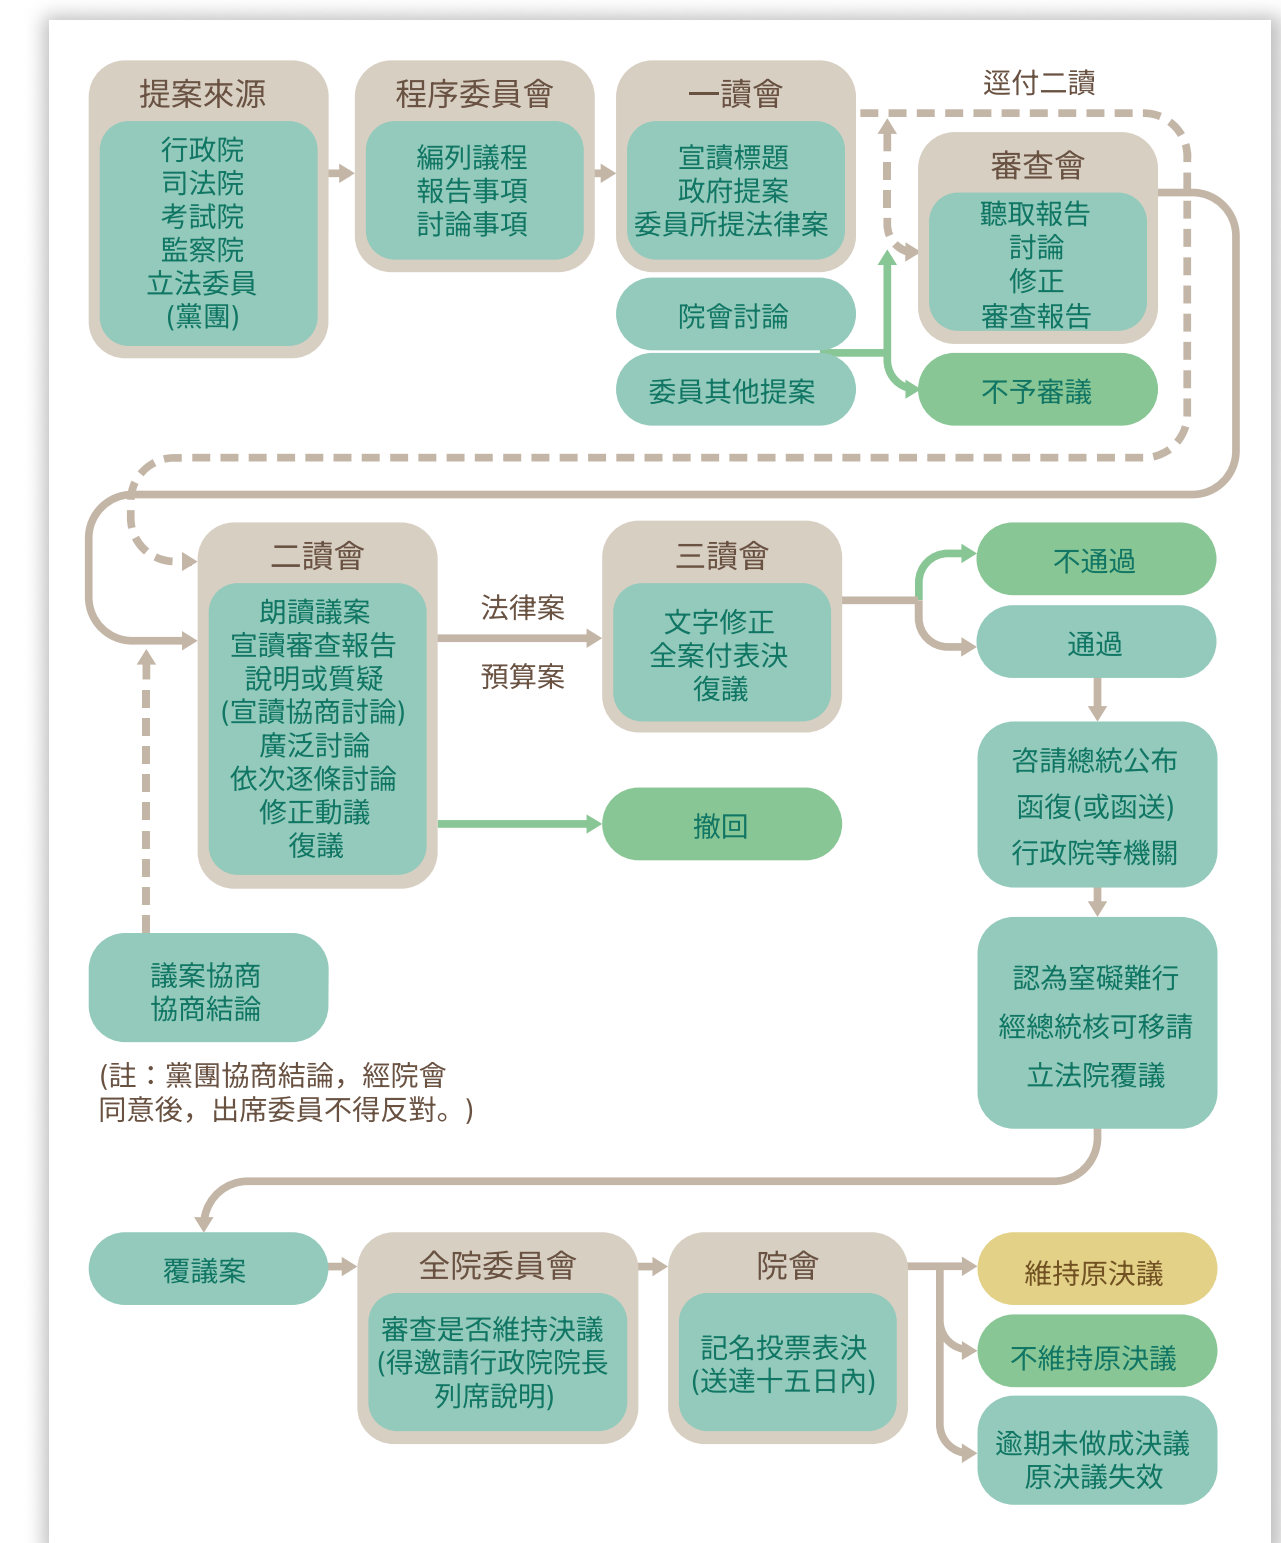 提案來源
行政院
司法院
考試院
監察院
立法委員
(黨團)
程序委員會
編列議程
報告事項
討論事項
一讀會
宣讀標題
政府提案
委員所提法律案
院會討論
委員其他提案
逕付二讀
審查會
聽取報告
討論
修正
審查報告
不予審議
二讀會
朗讀議案
宣讀審查報告
說明或質疑
(宣讀協商討論)
廣泛討論
依次逐條討論
修正動議
復議
法律案
預算案
三讀會
文字修正
全案付表決
復議
撤回
不通過
通過
咨請總統公布
函復(或函送)
行政院等機關
認為窒礙難行
經總統核可移請
立法院覆議
議案協商
協商結論
(註：黨團協商結論，經院會
同意後，出席委員不得反對。)
覆議案
全院委員會
審查是否維持決議
(得邀請行政院院長
列席說明)
院會
記名投票表決
(送達十五日內)
維持原決議
不維持原決議
逾期未做成決議
原決議失效